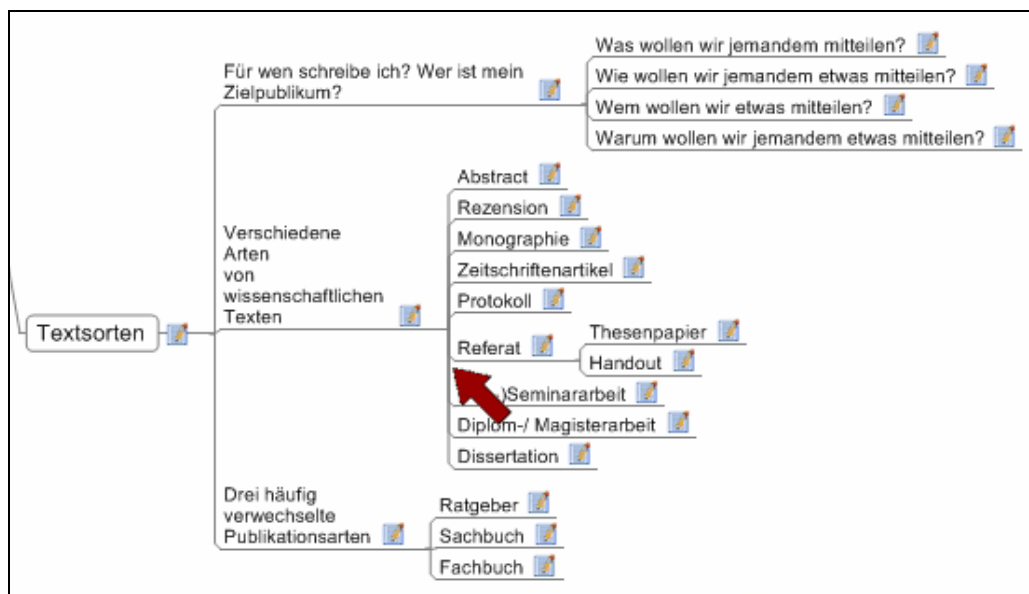 Textsorten
Für wen schreibe ich? Wer ist mein
Zielpublikum?
Was wollen wir jemandem mitteilen?
Wie wollen wir jemandem etwas mitteilen?
Wem wollen wir etwas mitteilen?
Warum wollen wir jemandem etwas mitteilen?
Verschiedene
Arten
von
wissenschaftlichen
Texten
Abstract
Rezension
Monographie
Zeitschriftenartikel
Protokoll
Referat
Thesenpapier
Handout
)Seminararbeit
Diplom-/ Magisterarbeit
Dissertation
Drei häufig
verwechselte
Publikationsarten
Ratgeber
Sachbuch
Fachbuch